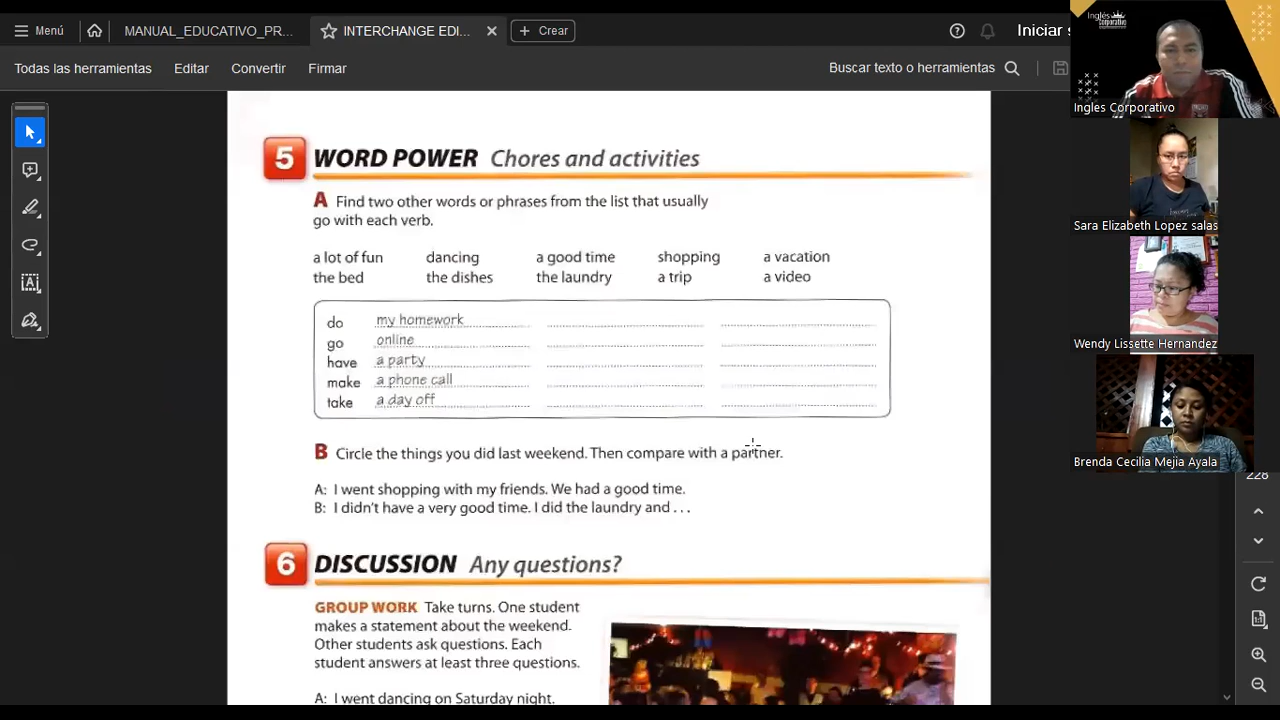 Menú
MANUAL_EDUCATIVO_PR...
INTERCHANGE EDI...
Crear
Iniciar s
Todas las herramientas
Editar
Convertir
Firmar
Buscar texto o herramientas
Inglés
Corporativo
Ingles Corporativo
Sara Elizabeth Lopez salas
Wendy Lissette Hernandez
Brenda Cecilia Mejia Ayala
228
5 WORD POWER Chores and activities
A Find two other words or phrases from the list that usually
go with each verb.
a lot of fun dancing a good time shopping a vacation
the bed the dishes the laundry a trip a video
do my homework
go online
have a party
make a phone call
take a day off
B Circle the things you did last weekend. Then compare with a partner.
A: I went shopping with my friends. We had a good time.
B: I didn't have a very good time. I did the laundry and . . .
6 DISCUSSION Any questions?
GROUP WORK Take turns. One student
makes a statement about the weekend.
Other students ask questions. Each
student answers at least three questions.
A: I went dancing on Saturday night.